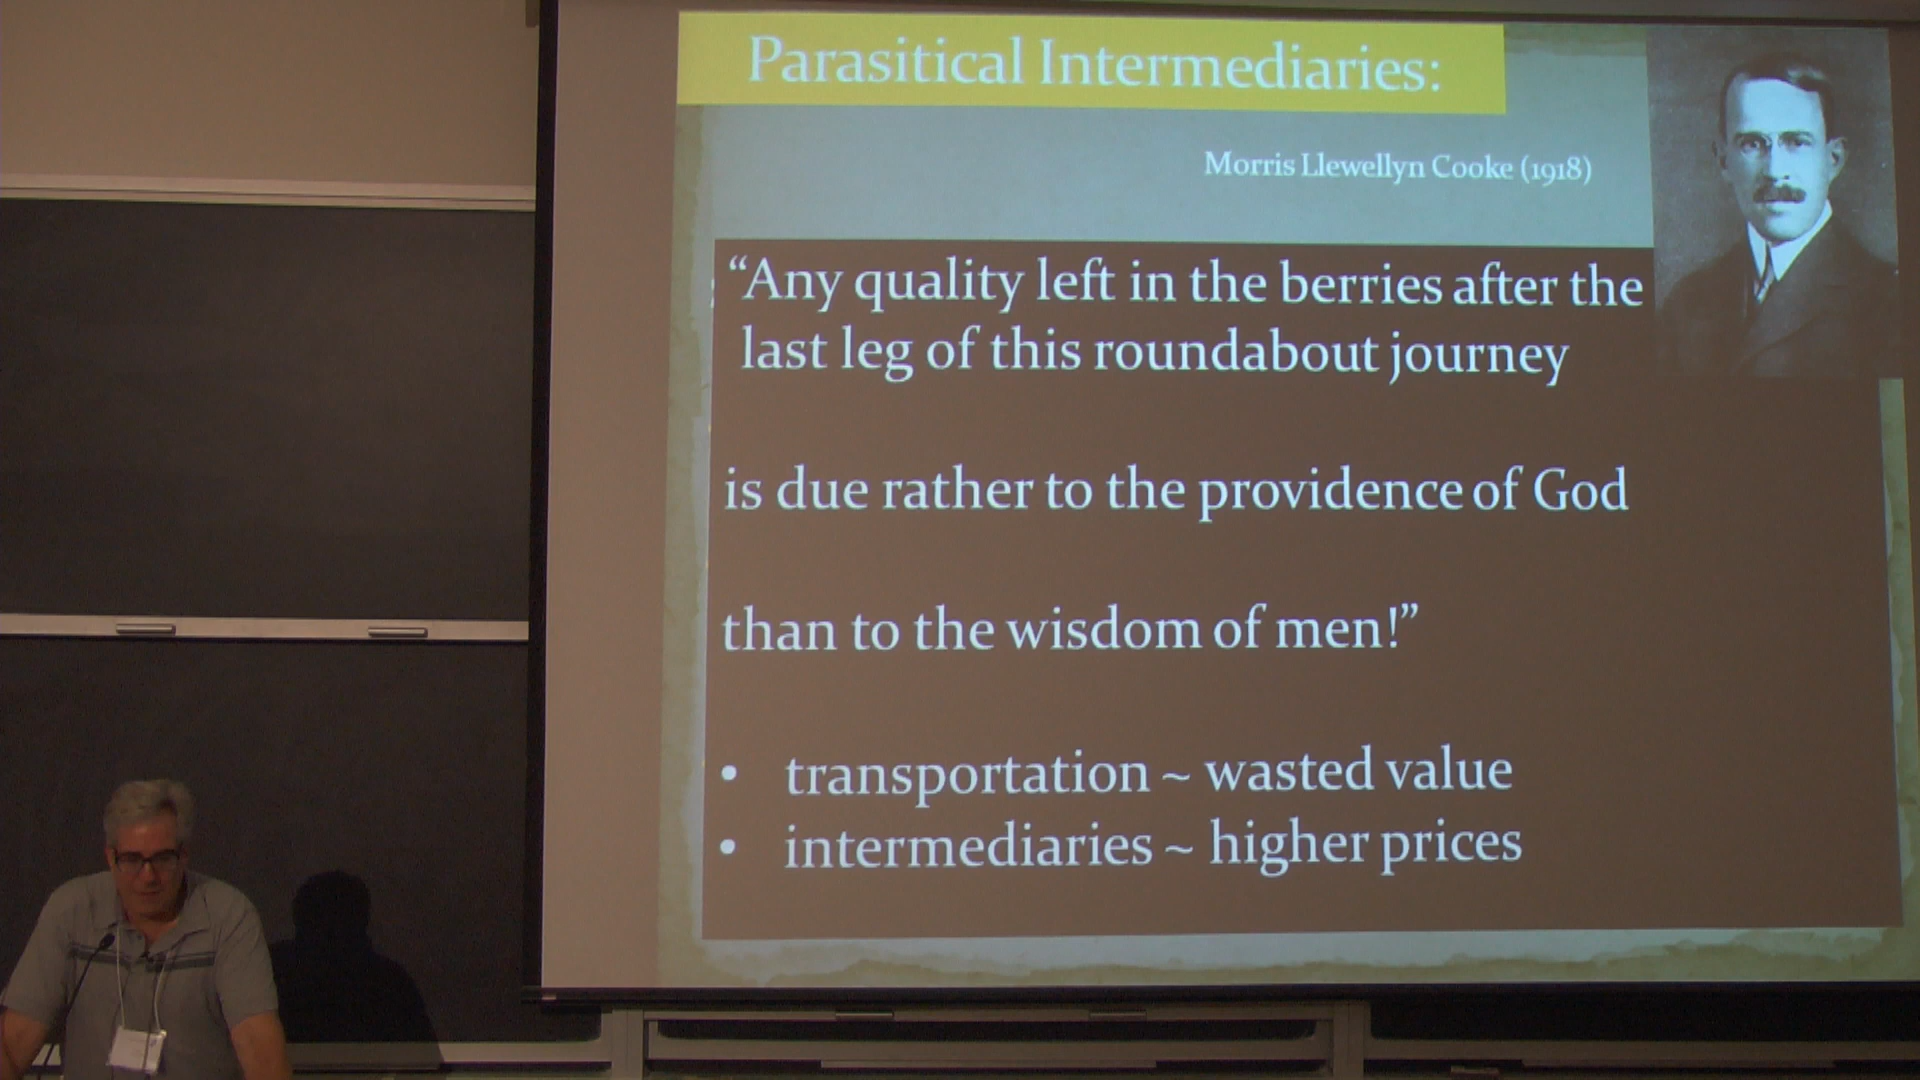 Parasitical Intermediaries:
Morris Llewellyn Cooke (1918)
“Any quality left in the berries after the
last leg of this roundabout journey
is due rather to the providence of God
than to the wisdom of men!”
• transportation ~ wasted value
• intermediaries ~ higher prices